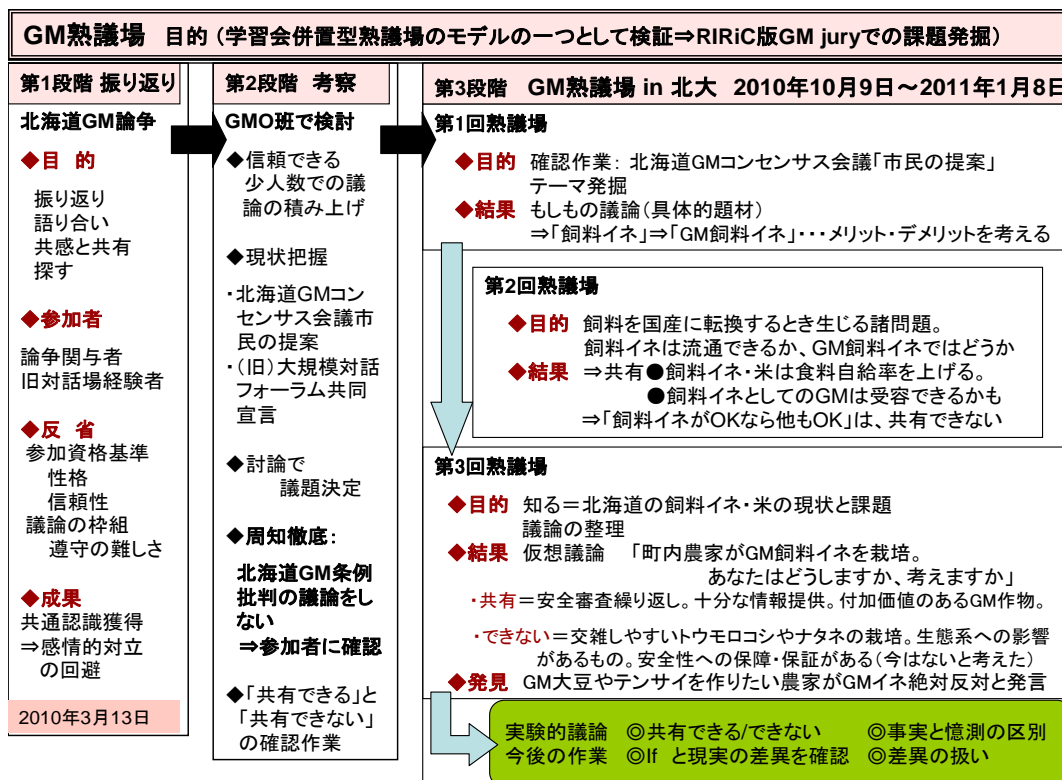 GM熟議場 目的 (学習会併置型熟議場のモデルの一つとして検証⇒RIRiC版GM juryでの課題発掘)
第1段階 振り返り
北海道GM論争
◆目 的
振り返り
語り合い
共感と共有
探す
◆参加者
論争関与者
旧対話場経験者
◆反 省
参加資格基準
性格
信頼性
議論の枠組
遵守の難しさ
◆成果
共通認識獲得
⇒感情的対立
の回避
2010年3月13日
第2段階 考察
GMO班で検討
◆信頼できる
少人数での議
論の積み上げ
◆現状把握
・北海道GMコン
センサス会議市
民の提案
・(旧)大規模対話
フォーラム共同
宣言
◆討論で
議題決定
◆周知徹底:
北海道GM条例
批判の議論をし
ない
⇒参加者に確認
◆「共有できる」と
「共有できない」
の確認作業
第3段階 GM熟議場 in 北大 2010年10月9日~2011年1月8日
第1回熟議場
◆目的 確認作業: 北海道GMコンセンサス会議「市民の提案」
テーマ発掘
◆結果 もしもの議論(具体的題材)
⇒「飼料イネ」⇒「GM飼料イネ」・・・メリット・デメリットを考える
第2回熟議場
◆目的 飼料を国産に転換するとき生じる諸問題。
飼料イネは流通できるか、GM飼料イネではどうか
◆結果 ⇒共有●飼料イネ・米は食料自給率を上げる。
●飼料イネとしてのGMは受容できるかも
⇒「飼料イネがOKなら他もOK」は、共有できない
第3回熟議場
◆目的 知る=北海道の飼料イネ・米の現状と課題
議論の整理
◆結果 仮想議論 「町内農家がGM飼料イネを栽培。
あなたはどうしますか、考えますか」
・共有=安全審査繰り返し。十分な情報提供。付加価値のあるGM作物。
・できない=交雑しやすいトウモロコシやナタネの栽培。生態系への影響
があるもの。安全性への保障・保証がある(今はないと考えた)
◆発見 GM大豆やテンサイを作りたい農家がGMイネ絶対反対と発言
実験的議論 ◎共有できる/できない ◎事実と憶測の区別
今後の作業 ◎If と現実の差異を確認 ◎差異の扱い